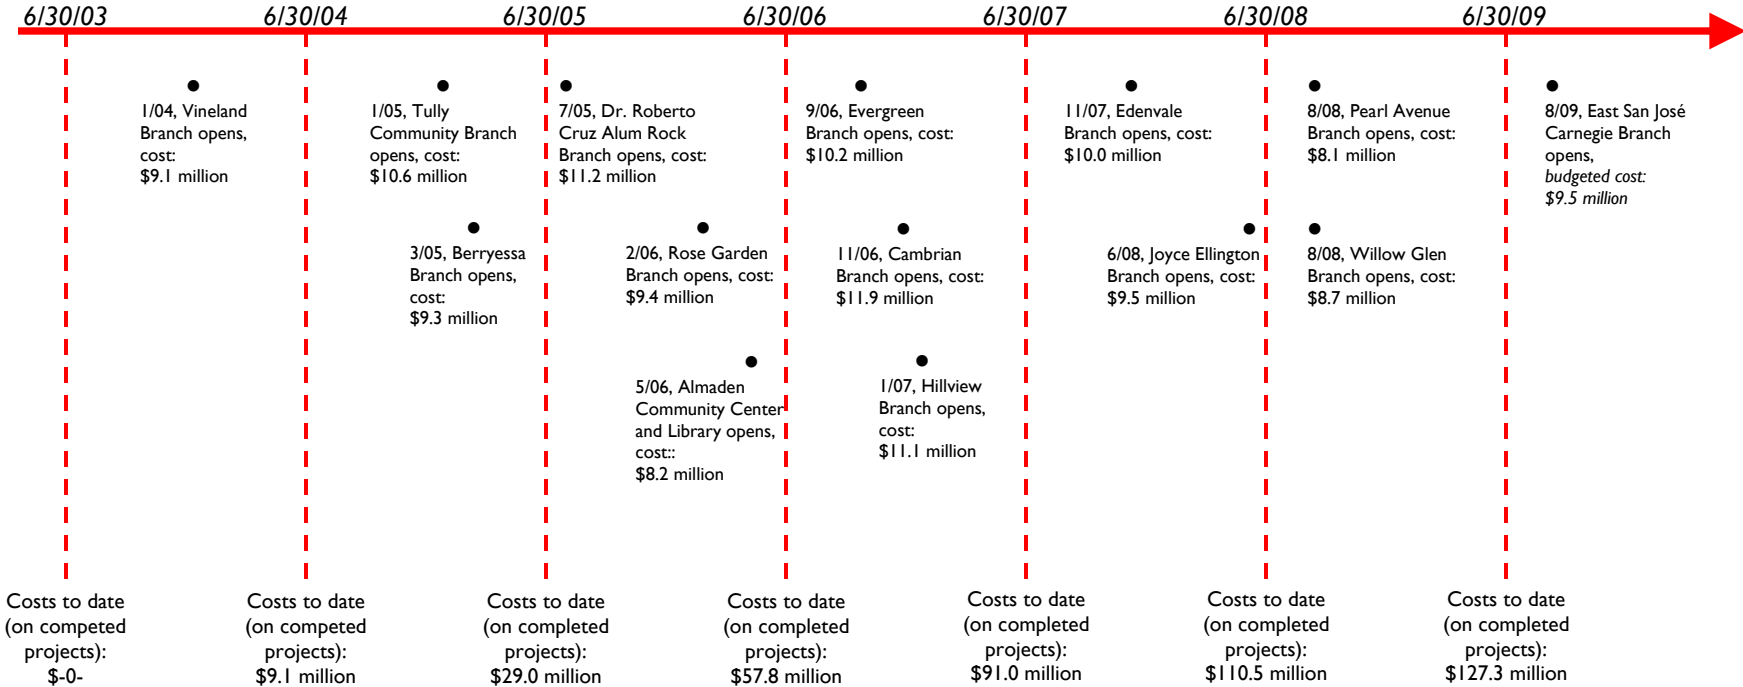 6/30/03
6/30/04
6/30/05
6/30/06
6/30/07
6/30/08
6/30/09
1/04, Vineland
Branch opens,
cost:
$9.1 million
1/05, Tully
Community Branch
opens, cost:
$10.6 million
7/05, Dr. Roberto
Cruz Alum Rock
Branch opens, cost:
$11.2 million
9/06, Evergreen
Branch opens, cost:
$10.2 million
11/07, Edenvale
Branch opens, cost:
$10.0 million
8/08, Pearl Avenue
Branch opens, cost:
$8.1 million
8/09, East San José
Carnegie Branch
opens,
budgeted cost:
$9.5 million
3/05, Berryessa
Branch opens,
cost:
$9.3 million
2/06, Rose Garden
Branch opens, cost:
$9.4 million
11/06, Cambrian
Branch opens, cost:
$11.9 million
6/08, Joyce Ellington
Branch opens, cost:
$9.5 million
8/08, Willow Glen
Branch opens, cost:
$8.7 million
5/06, Almaden
Community Center
and Library opens,
cost::
$8.2 million
1/07, Hillview
Branch opens,
cost:
$11.1 million
Costs to date
(on competed
projects):
$-0-
Costs to date
(on competed
projects):
$9.1 million
Costs to date
(on completed
projects):
$29.0 million
Costs to date
(on completed
projects):
$57.8 million
Costs to date
(on completed
projects):
$91.0 million
Costs to date
(on completed
projects):
$110.5 million
Costs to date
(on completed
projects):
$127.3 million